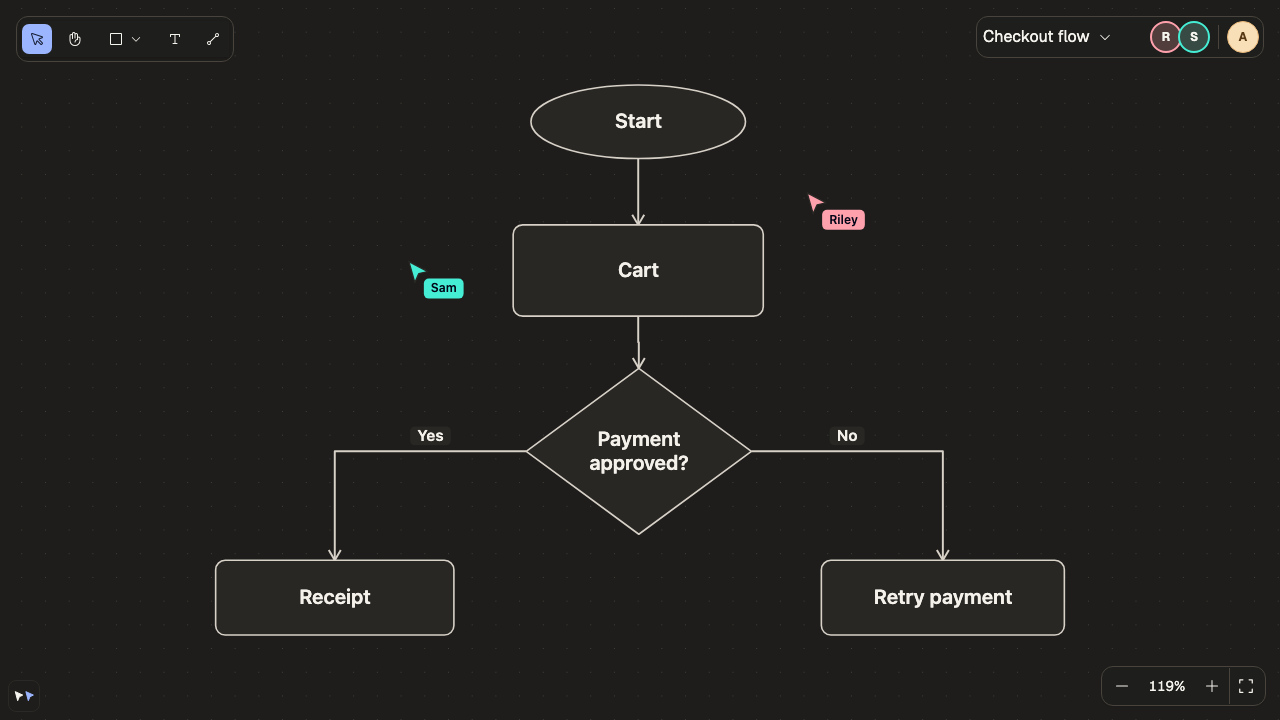 Checkout flow
R
S
A
Start
Riley
Cart
Sam
Yes
No
Payment
approved?
Receipt
Retry payment
119%
T